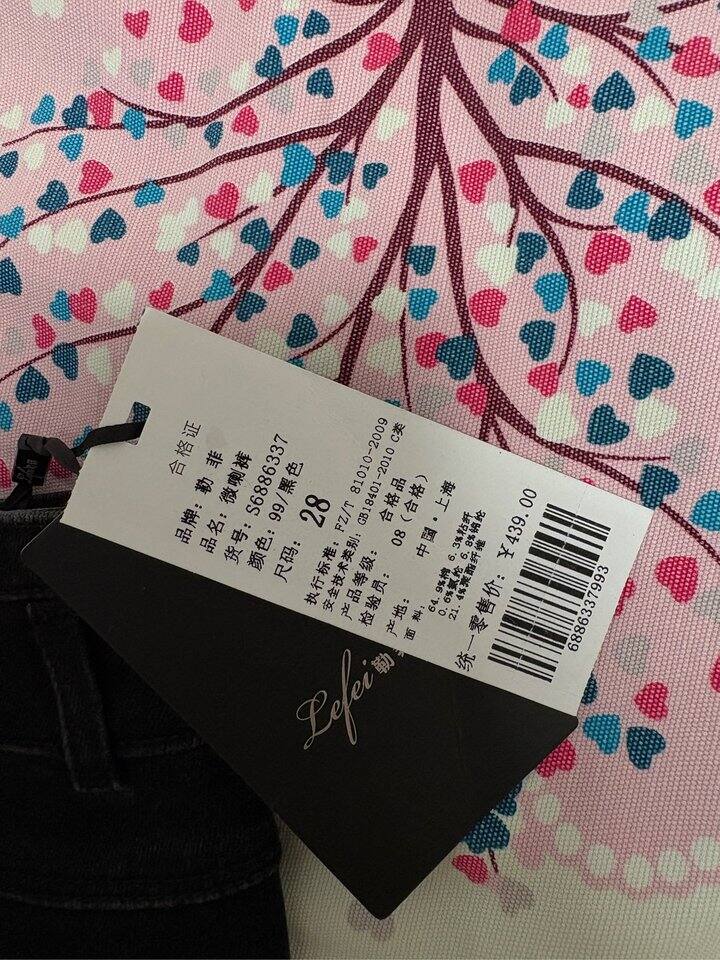 合格证
品牌：勒 菲
品名：微喇裤
货号：S6886337
颜色：99/黑色
尺码：28
执行标准：FZ/T 81010-2009
安全技术类别：GB18401-2010 C类
产品等级： 合格品
检验员： 08（合格）
产地： 中国·上海
面 料： 64.9%棉 6.3%粘纤
0.6%氨纶 6.8%锦纶
21.4%聚酯纤维
统一零售价：￥439.00
6886337993
Lefei 勒